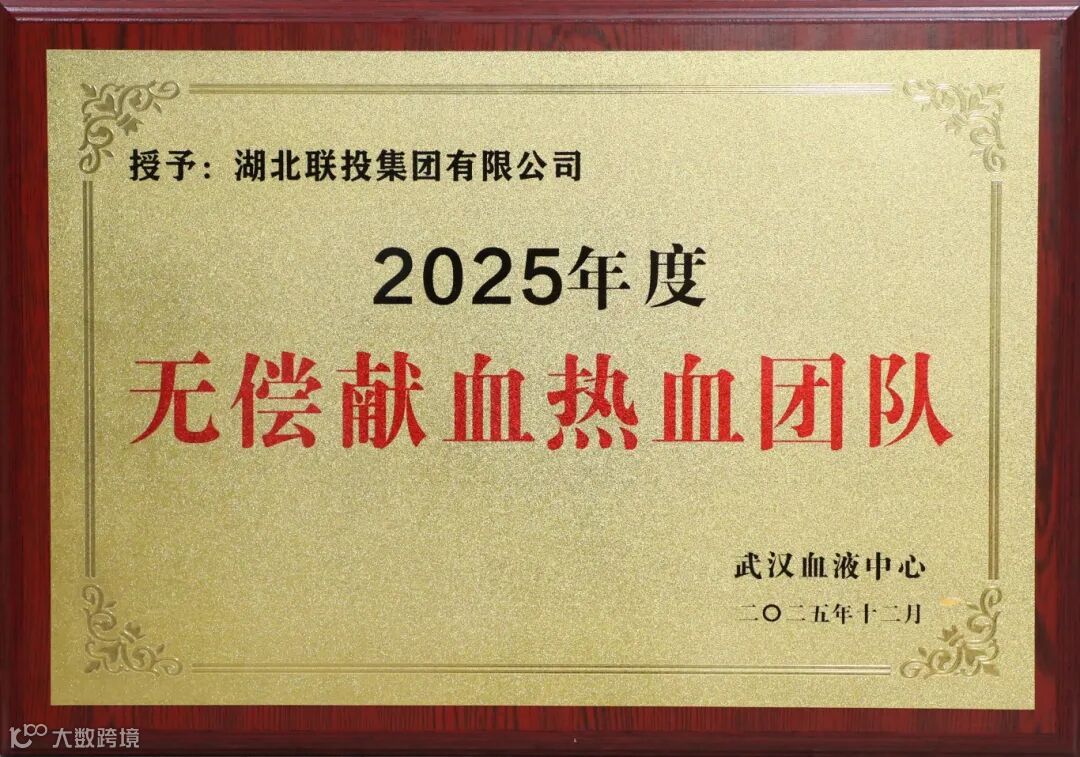 授予：湖北联投集团有限公司
2025年度
无偿献血热血团队
武汉血液中心
二〇二五年十二月
大数跨境